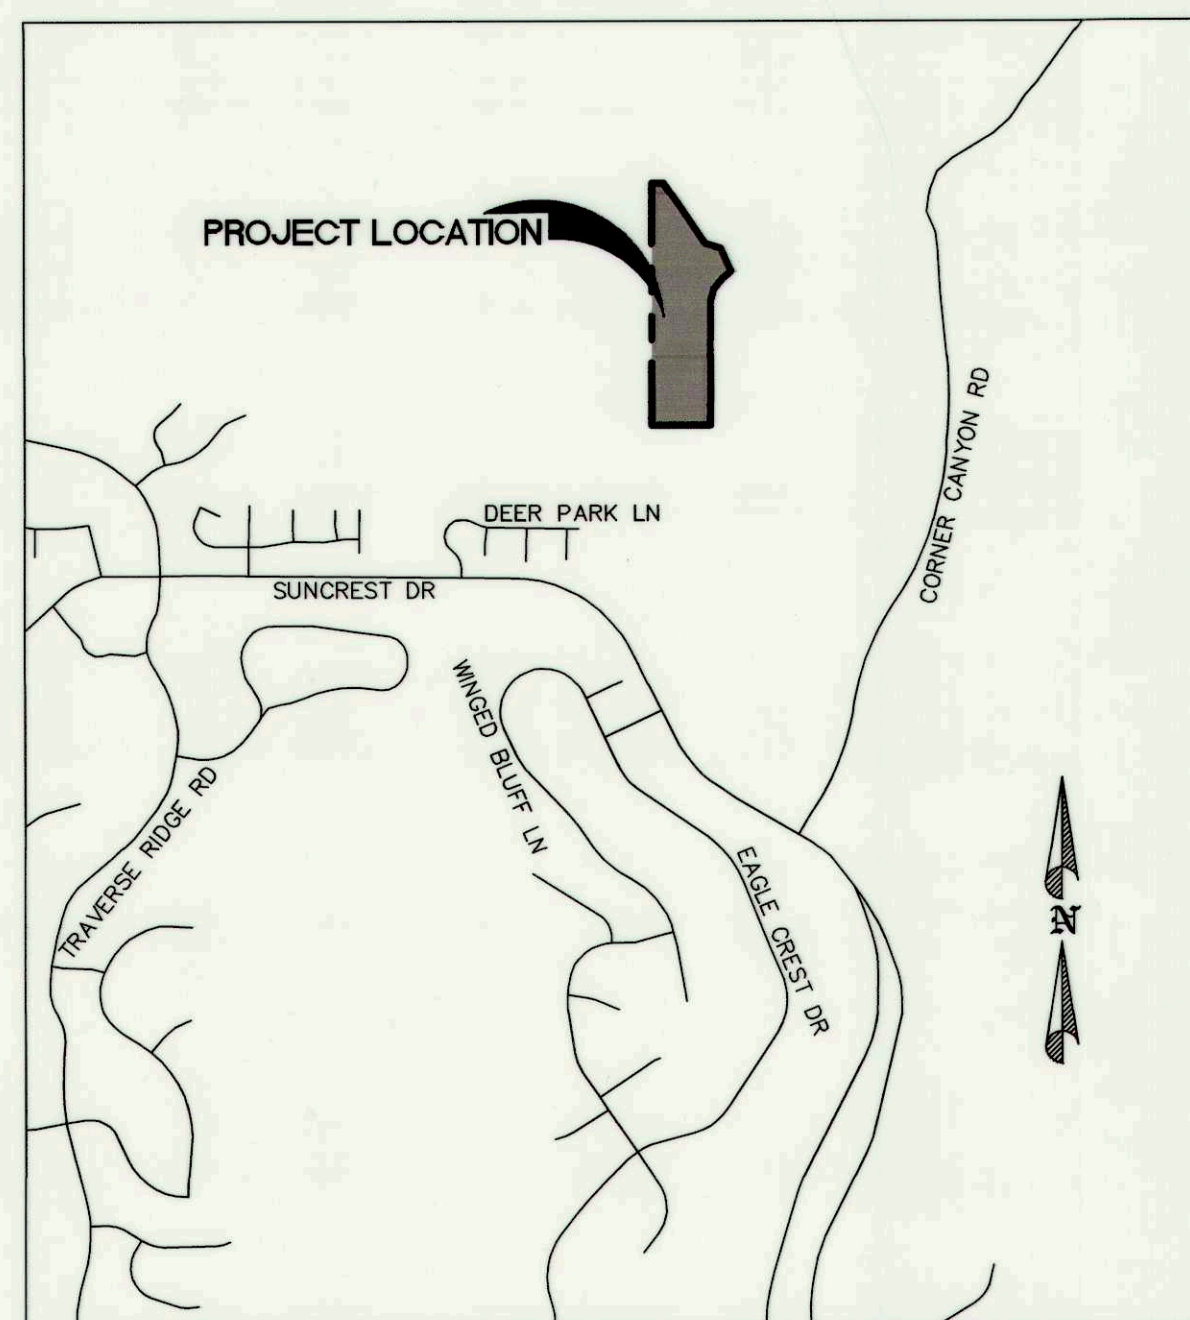 PROJECT LOCATION
CORNER CANYON RD
DEER PARK LN
SUNCREST DR
WINGED BLUFF LN
TRAVERSE RIDGE RD
EAGLE CREST DR
N